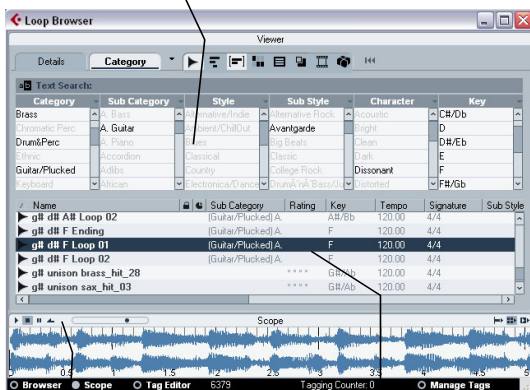 Loop Browser
Viewer
Details Category
Text Search:
Category Sub Category Style Sub Style Character Key
Brass A. Bass Alternative/Indie Alternative Rock Acoustic C#/Db
Chromatic Perc A. Guitar Ambient/ChillOut Avantgarde Bright D
Drum&Perc A. Piano Blues Big Beats Clean D#/Eb
Ethnic Accordion Classical Classic Dark E
Guitar/Plucked Adlibs Country College Rock Dissonant F
Keyboard African Electronica/Dance Distorted F#/Gb
Name Sub Category Rating Key Tempo Signature Sub Style
g# d# A# Loop 02 (Guitar/Plucked) A. A#/Bb 120.00 4/4
g# d# F Ending (Guitar/Plucked) A. F 120.00 4/4
g# d# F Loop 01 (Guitar/Plucked) A. F 120.00 4/4
g# d# F Loop 02 (Guitar/Plucked) A. F 120.00 4/4
g# unison brass_hit_28 **** G#/Ab 120.00 4/4
g# unison sax_hit_03 **** G#/Ab 120.00 4/4
Scope
0 0.5 1 1.5 2 2.5 3 3.5 4 4.5 5
Browser Scope Tag Editor 6379 Tagging Counter: 0 Manage Tags